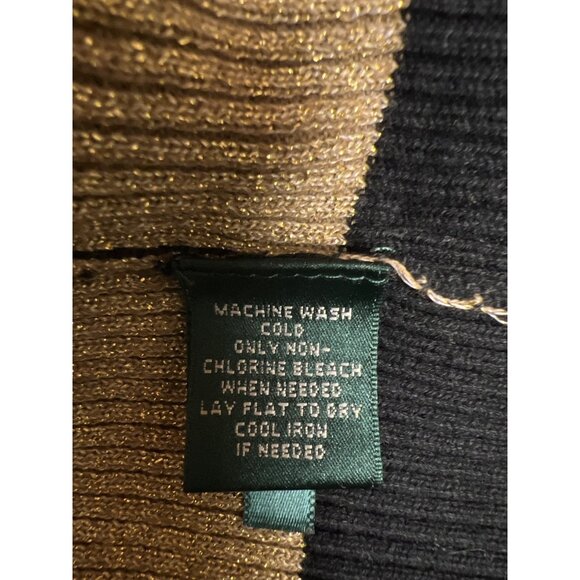 MACHINE WASH
COLD
ONLY NON-
CHLORINE BLEACH
WHEN NEEDED
LAY FLAT TO DRY
COOL IRON
IF NEEDED